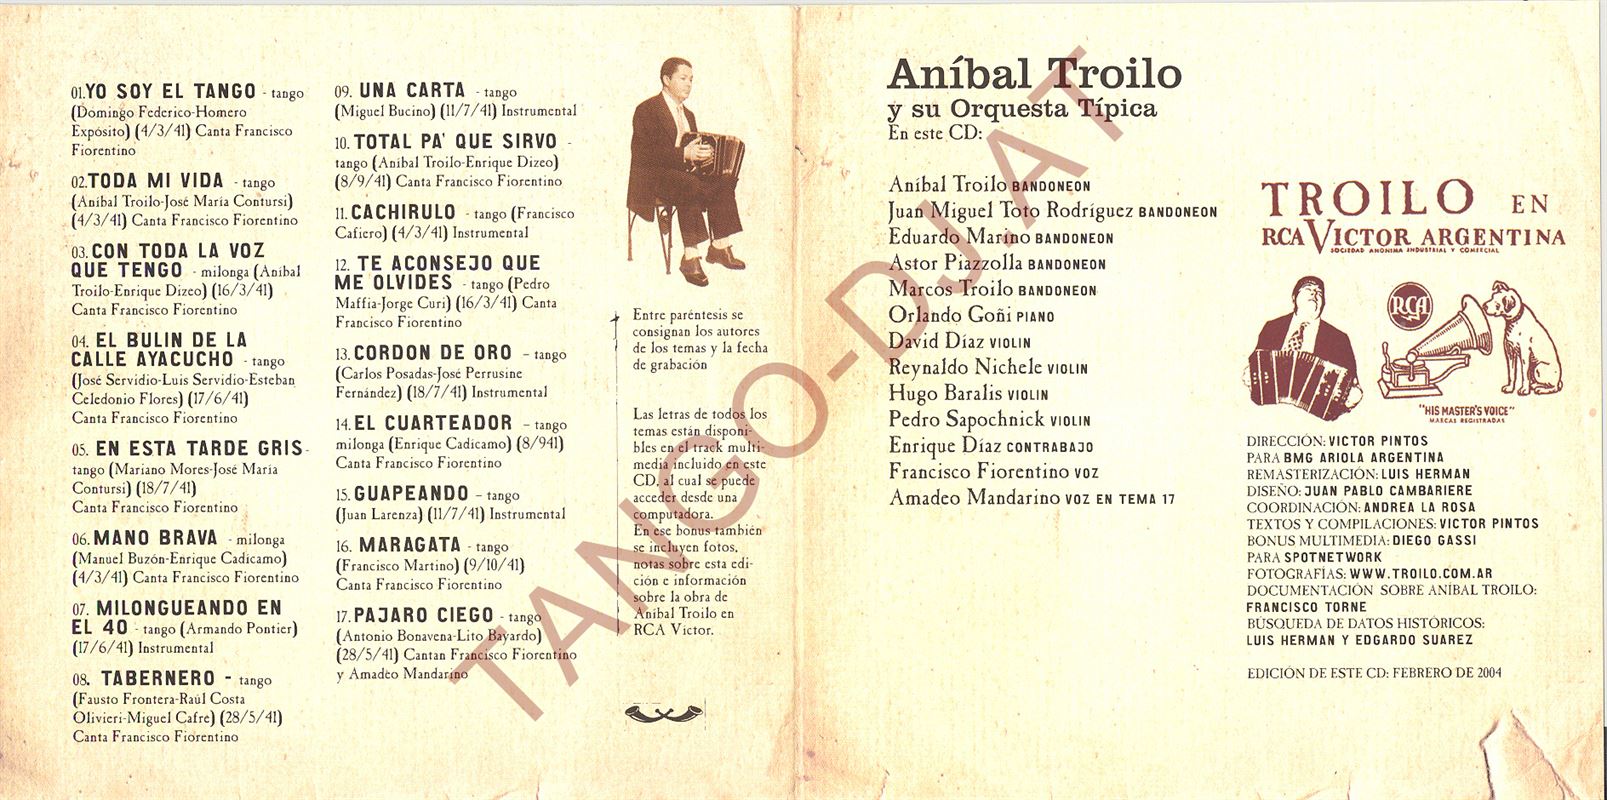 01.YO SOY EL TANGO - tango
(Domingo Federico-Homero
Expósito) (4/3/41) Canta Francisco
Fiorentino
02.TODA MI VIDA - tango
(Aníbal Troilo-José María Contursi)
(4/3/41) Canta Francisco Fiorentino
03.CON TODA LA VOZ
QUE TENGO - milonga (Aníbal
Troilo-Enrique Dizeo) (16/3/41)
Canta Francisco Fiorentino
04. EL BULIN DE LA
CALLE AYACUCHO - tango
(José Servidio-Luis Servidio-Esteban
Celedonio Flores) (17/6/41)
Canta Francisco Fiorentino
05. EN ESTA TARDE GRIS-
tango (Mariano Mores-José María
Contursi) (18/7/41)
Canta Francisco Fiorentino
06.MANO BRAVA - milonga
(Manuel Buzón-Enrique Cadicamo)
(4/3/41) Canta Francisco Fiorentino
07. MILONGUEANDO EN
EL 40 - tango (Armando Pontier)
(17/6/41) Instrumental
08. TABERNERO - tango
(Fausto Frontera-Raúl Costa
Olivieri-Miguel Cafre) (28/5/41)
Canta Francisco Fiorentino
09. UNA CARTA - tango
(Miguel Bucino) (11/7/41) Instrumental
10. TOTAL PA' QUE SIRVO -
tango (Aníbal Troilo-Enrique Dizeo)
(8/9/41) Canta Francisco Fiorentino
11. CACHIRULO - tango (Francisco
Cafiero) (4/3/41) Instrumental
12. TE ACONSEJO QUE
ME OLVIDES - tango (Pedro
Maffia-Jorge Curi) (16/3/41) Canta
Francisco Fiorentino
13. CORDON DE ORO - tango
(Carlos Posadas-José Perrusine
Fernández) (18/7/41) Instrumental
14. EL CUARTEADOR - tango
milonga (Enrique Cadicamo) (8/941)
Canta Francisco Fiorentino
15. GUAPEANDO - tango
(Juan Larenza) (11/7/41) Instrumental
16. MARAGATA - tango
(Francisco Martino) (9/10/41)
Canta Francisco Fiorentino
17. PAJARO CIEGO - tango
(Antonio Bonavena-Lito Bayardo)
(28/5/41) Cantan Francisco Fiorentino
y Amadeo Mandarino
Entre paréntesis se
consignan los autores
de los temas y la fecha
de grabación
Las letras de todos los
temas están disponi-
bles en el track multi-
media incluido en este
CD, al cual se puede
acceder desde una
computadora.
En ese bonus también
se incluyen fotos,
notas sobre esta edi-
ción e información
sobre la obra de
Aníbal Troilo en
RCA Victor.
Aníbal Troilo
y su Orquesta Típica
En este CD:
Aníbal Troilo BANDONEON
Juan Miguel Toto Rodríguez BANDONEON
Eduardo Marino BANDONEON
Astor Piazzolla BANDONEON
Marcos Troilo BANDONEON
Orlando Goñi PIANO
David Díaz VIOLIN
Reynaldo Nichele VIOLIN
Hugo Baralis VIOLIN
Pedro Sapochnick VIOLIN
Enrique Díaz CONTRABAJO
Francisco Fiorentino VOZ
Amadeo Mandarino VOZ EN TEMA 17
TROILO EN
RCA VICTOR ARGENTINA
SOCIEDAD ANONIMA INDUSTRIAL Y COMERCIAL
RCA
"HIS MASTER'S VOICE"
MARCAS REGISTRADAS
DIRECCIÓN: VICTOR PINTOS
PARA BMG ARIOLA ARGENTINA
REMASTERIZACIÓN: LUIS HERMAN
DISEÑO: JUAN PABLO CAMBARIERE
COORDINACIÓN: ANDREA LA ROSA
TEXTOS Y COMPILACIONES: VICTOR PINTOS
BONUS MULTIMEDIA: DIEGO GASSI
PARA SPOTNETWORK
FOTOGRAFÍAS: WWW.TROILO.COM.AR
DOCUMENTACIÓN SOBRE ANÍBAL TROILO:
FRANCISCO TORNE
BÚSQUEDA DE DATOS HISTÓRICOS:
LUIS HERMAN Y EDGARDO SUAREZ
EDICIÓN DE ESTE CD: FEBRERO DE 2004
TANGO-DJ.AT